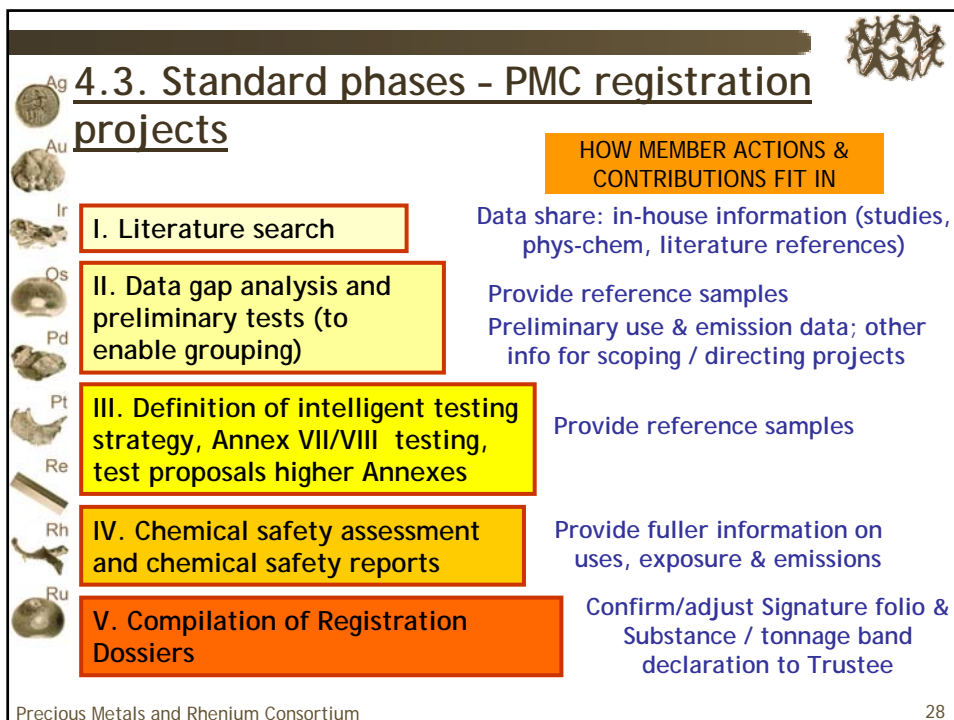 4.3. Standard phases - PMC registration
projects
Ag
Au
Ir
Os
Pd
Pt
Re
Rh
Ru
HOW MEMBER ACTIONS &
CONTRIBUTIONS FIT IN
I. Literature search
Data share: in-house information (studies,
phys-chem, literature references)
II. Data gap analysis and
preliminary tests (to
enable grouping)
Provide reference samples
Preliminary use & emission data; other
info for scoping / directing projects
III. Definition of intelligent testing
strategy, Annex VII/VIII testing,
test proposals higher Annexes
Provide reference samples
IV. Chemical safety assessment
and chemical safety reports
Provide fuller information on
uses, exposure & emissions
V. Compilation of Registration
Dossiers
Confirm/adjust Signature folio &
Substance / tonnage band
declaration to Trustee
Precious Metals and Rhenium Consortium
28